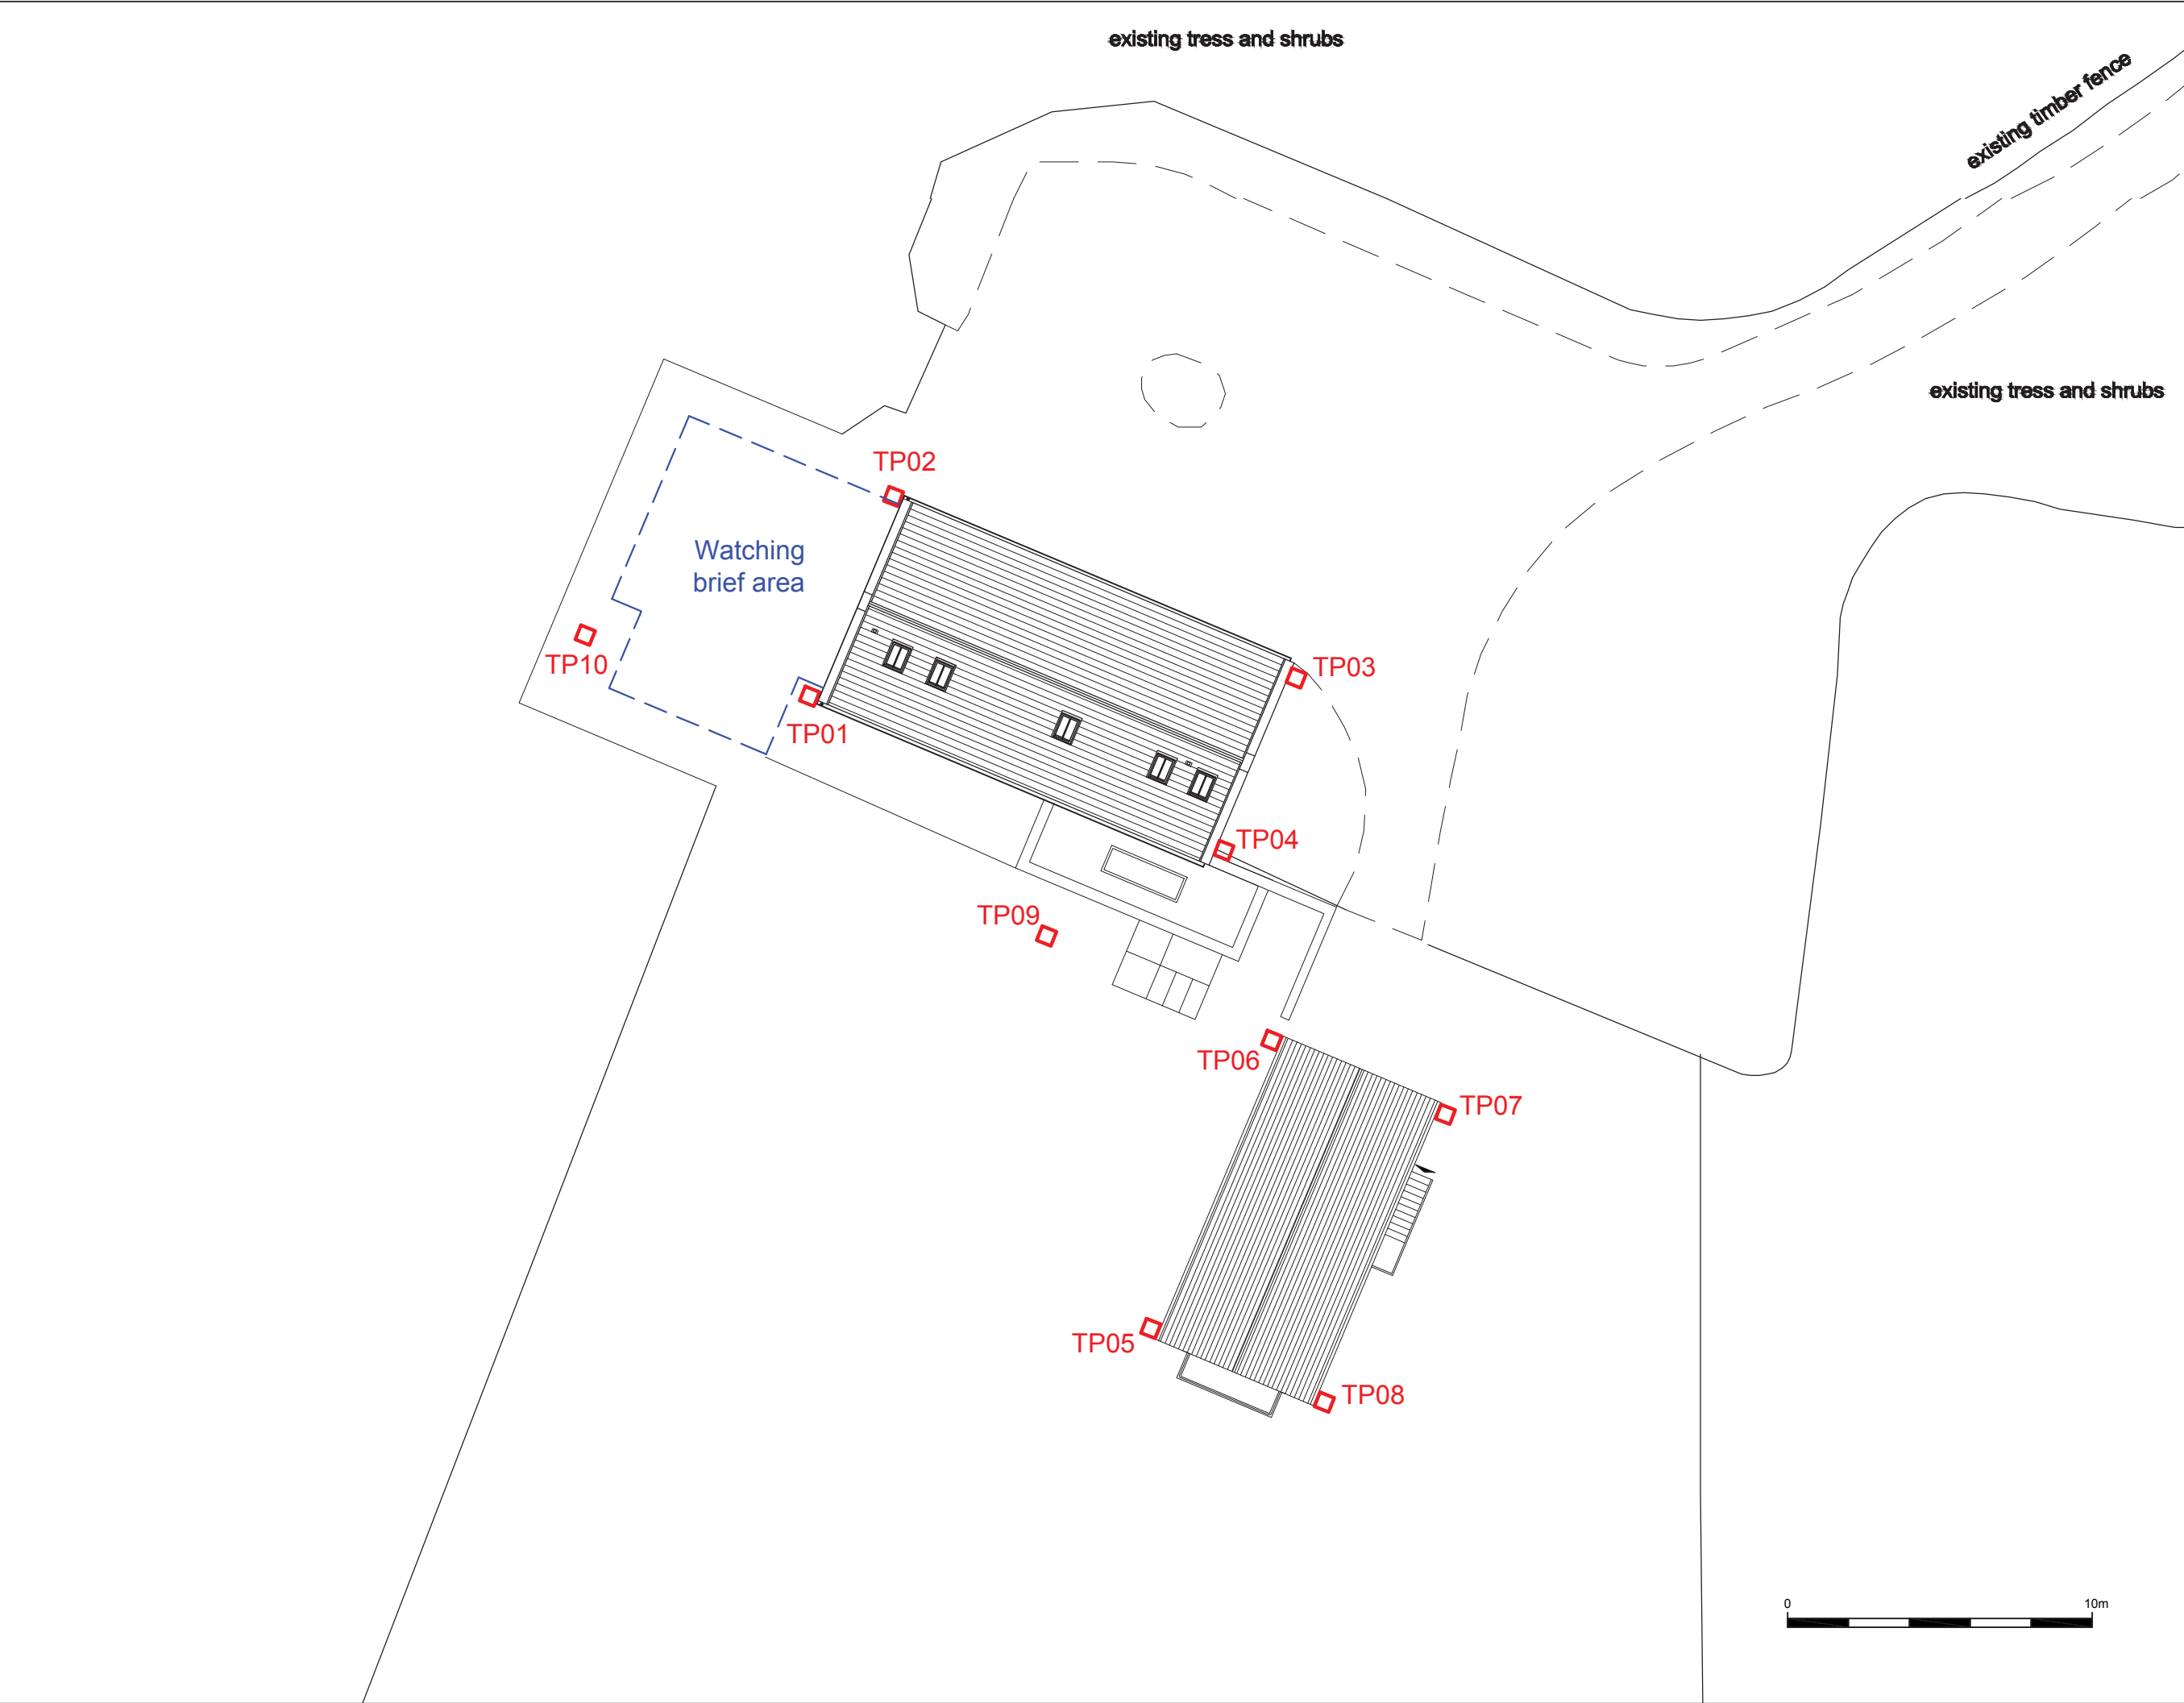 existing tress and shrubs
existing timber fence
existing tress and shrubs
TP02
Watching
brief area
TP10
TP03
TP01
TP04
TP09
TP06
TP07
TP05
TP08
0 10m